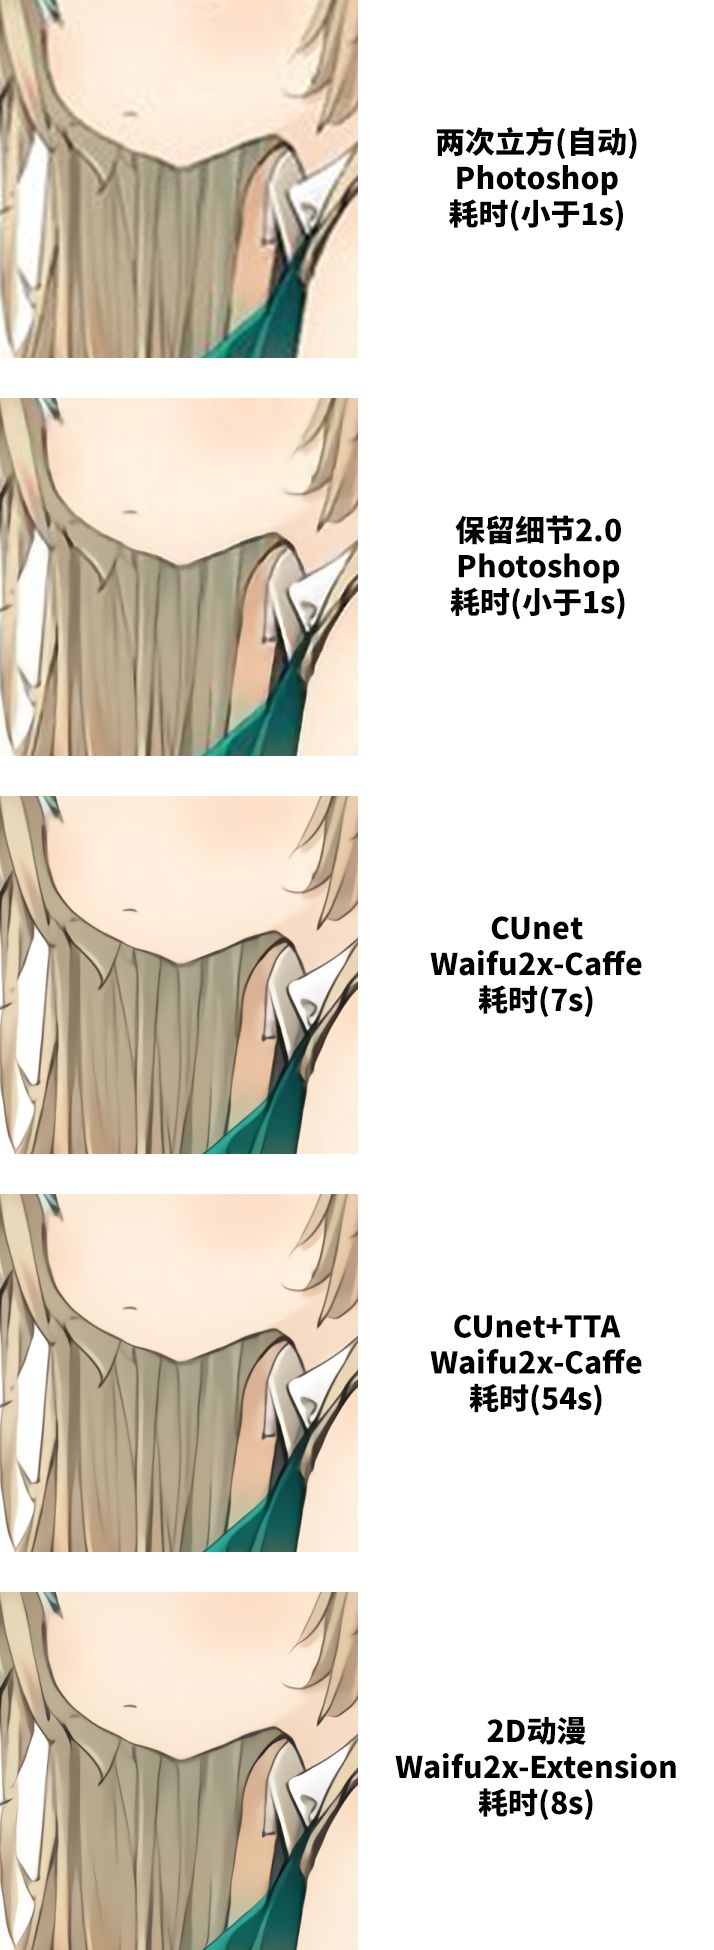 两次立方(自动)
Photoshop
耗时(小于1s)
保留细节2.0
Photoshop
耗时(小于1s)
CUnet
Waifu2x-Caffe
耗时(7s)
CUnet+TTA
Waifu2x-Caffe
耗时(54s)
2D动漫
Waifu2x-Extension
耗时(8s)